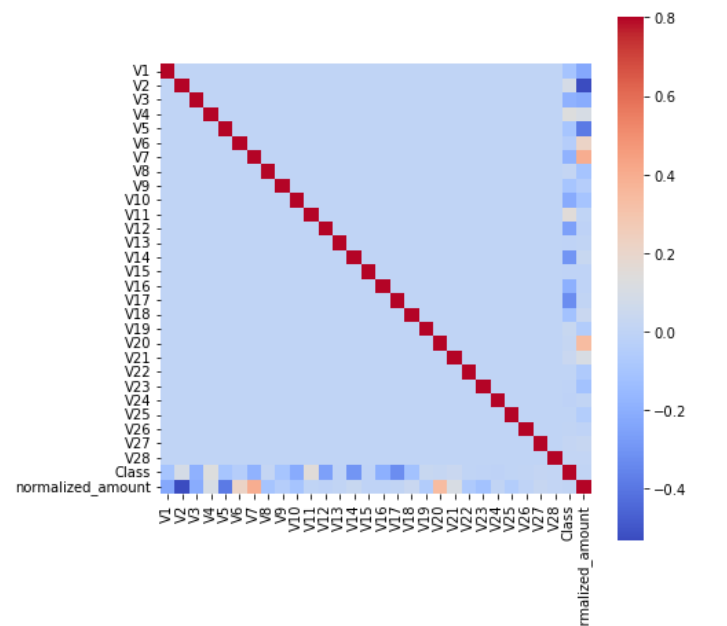 V1
V2
V3
V4
V5
V6
V7
V8
V9
V10
V11
V12
V13
V14
V15
V16
V17
V18
V19
V20
V21
V22
V23
V24
V25
V26
V27
V28
Class
normalized_amount
V1 V2 V3 V4 V5 V6 V7 V8 V9 V10 V11 V12 V13 V14 V15 V16 V17 V18 V19 V20 V21 V22 V23 V24 V25 V26 V27 V28 Class rmalized_amount
0.8
0.6
0.4
0.2
0.0
−0.2
−0.4